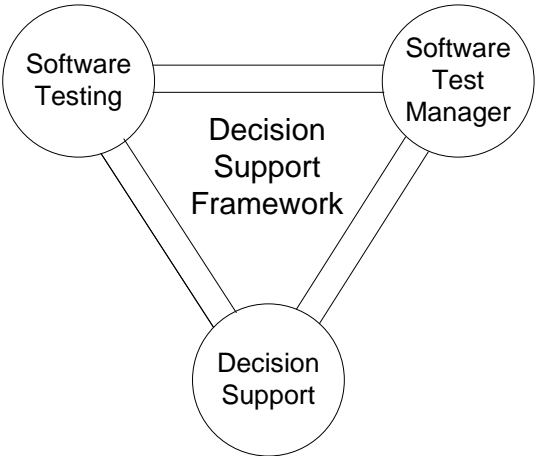 Software
Testing
Software
Test
Manager
Decision
Support
Framework
Decision
Support